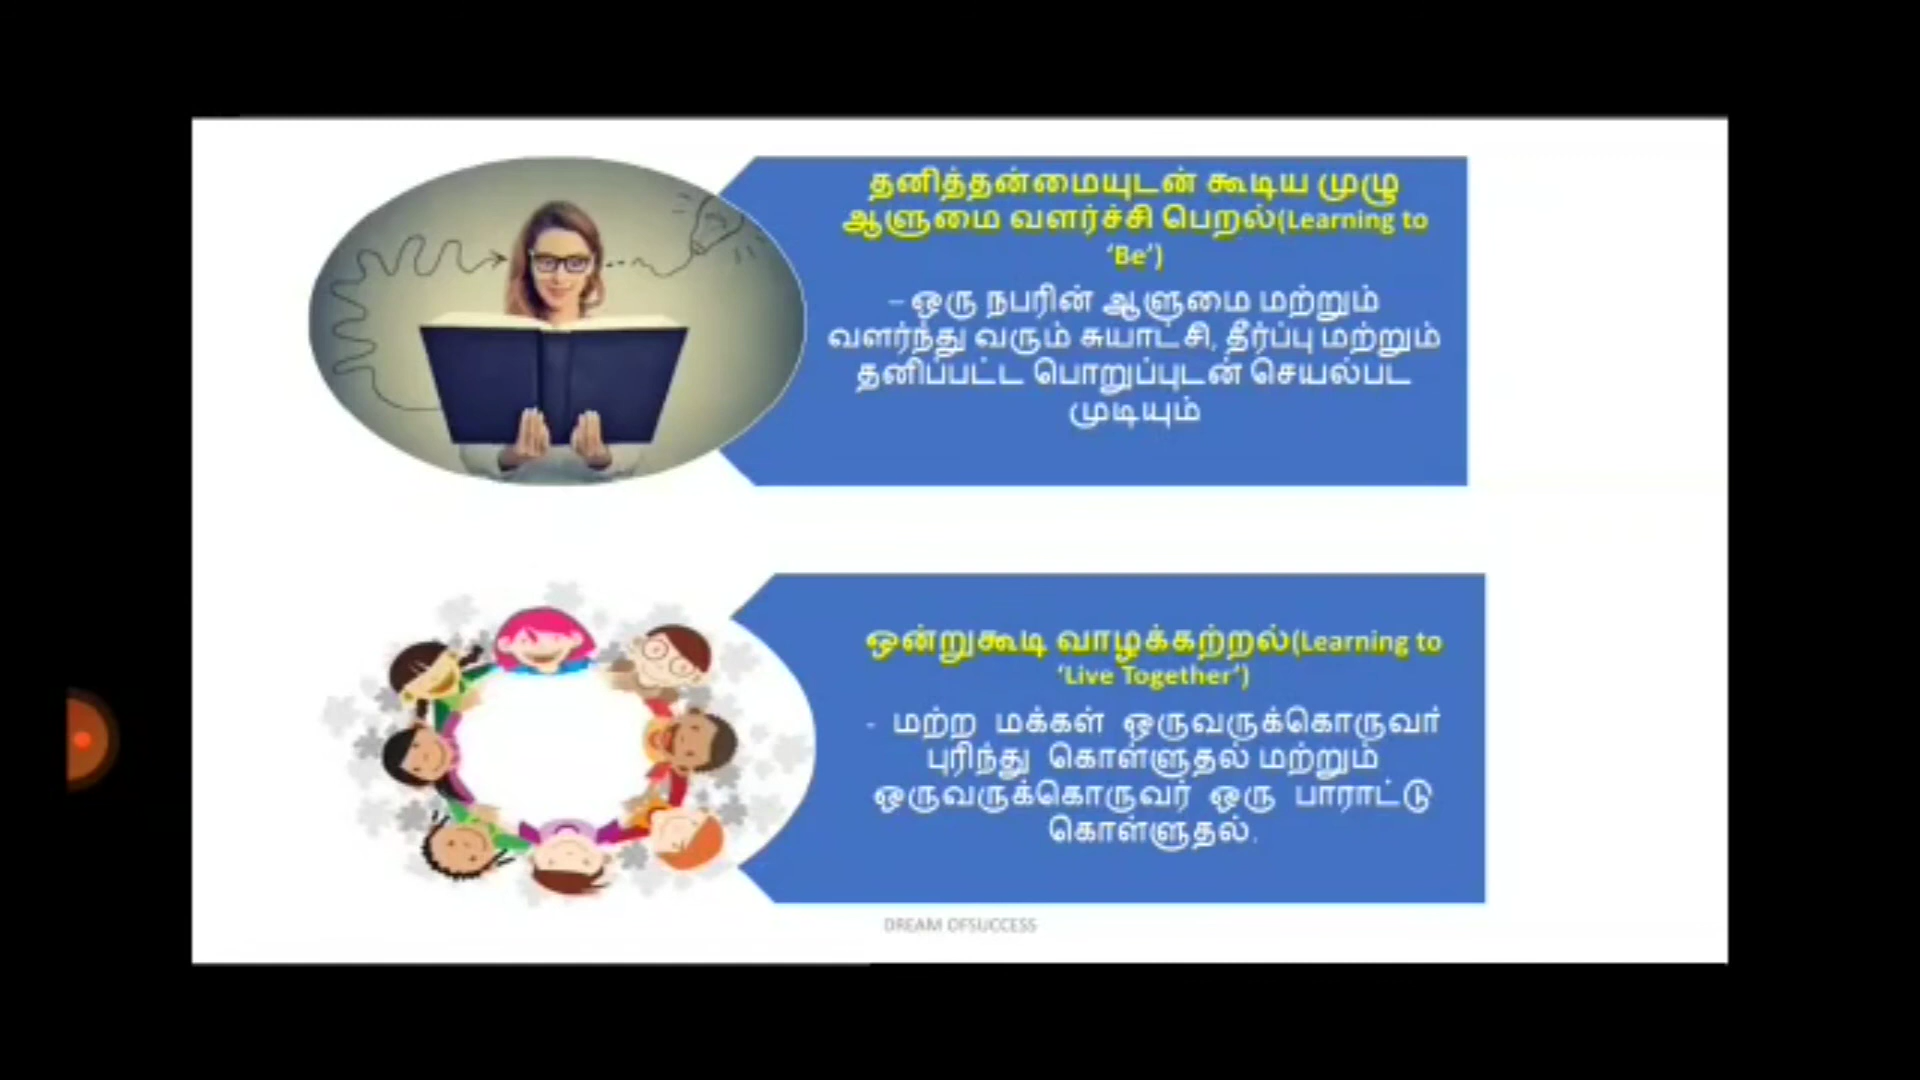 தனித்தன்மையுடன் கூடிய முழு
ஆளுமை வளர்ச்சி பெறல்(Learning to
‘Be’)
– ஒரு நபரின் ஆளுமை மற்றும்
வளர்ந்து வரும் சுயாட்சி, தீர்ப்பு மற்றும்
தனிப்பட்ட பொறுப்புடன் செயல்பட
முடியும்
ஒன்றுகூடி வாழக்கற்றல்(Learning to
‘Live Together’)
- மற்ற மக்கள் ஒருவருக்கொருவர்
புரிந்து கொள்ளுதல் மற்றும்
ஒருவருக்கொருவர் ஒரு பாராட்டு
கொள்ளுதல்.
DREAM OFSUCCESS